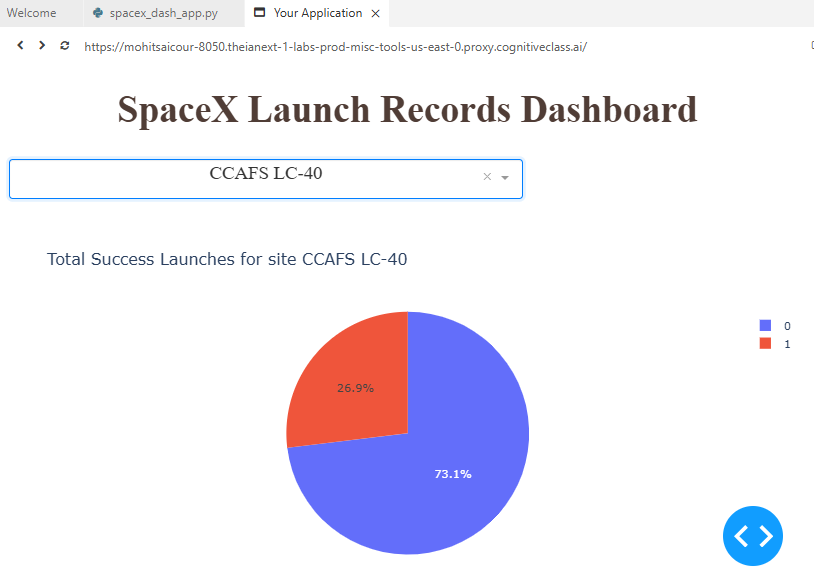 Welcome spacex_dash_app.py Your Application
https://mohitsaicour-8050.theianext-1-labs-prod-misc-tools-us-east-0.proxy.cognitiveclass.ai/
SpaceX Launch Records Dashboard
CCAFS LC-40
Total Success Launches for site CCAFS LC-40
0
1
26.9%
73.1%